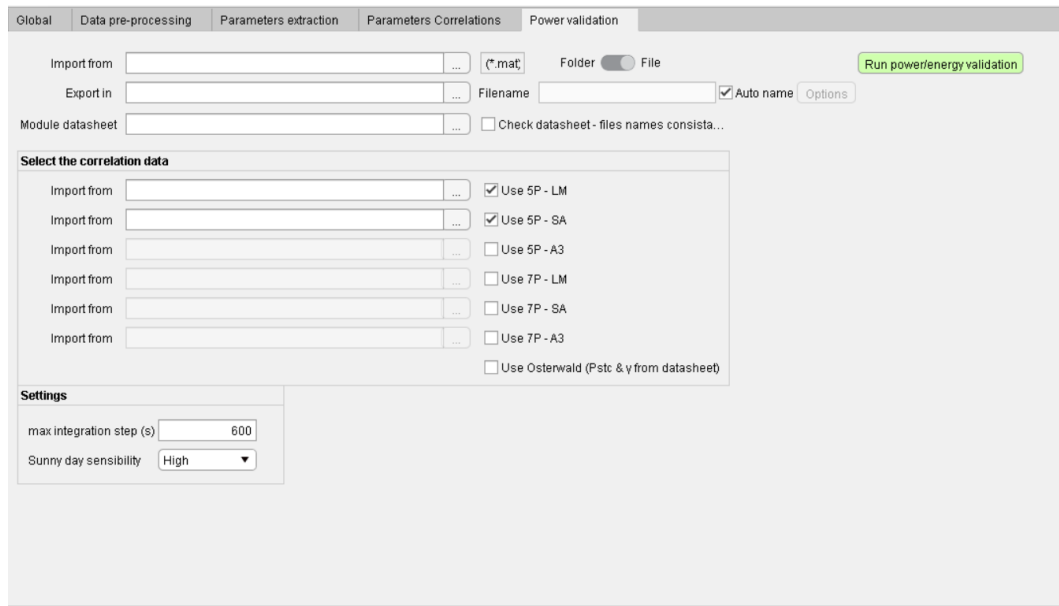 Global Data pre-processing Parameters extraction Parameters Correlations Power validation
Import from ... (*.mat; Folder File Run power/energy validation
Export in ... Filename Auto name Options
Module datasheet ... Check datasheet - files names consista...
Select the correlation data
Import from ... Use 5P - LM
Import from ... Use 5P - SA
Import from ... Use 5P - A3
Import from ... Use 7P - LM
Import from ... Use 7P - SA
Import from ... Use 7P - A3
Use Osterwald (Pstc & γ from datasheet)
Settings
max integration step (s) 600
Sunny day sensibility High